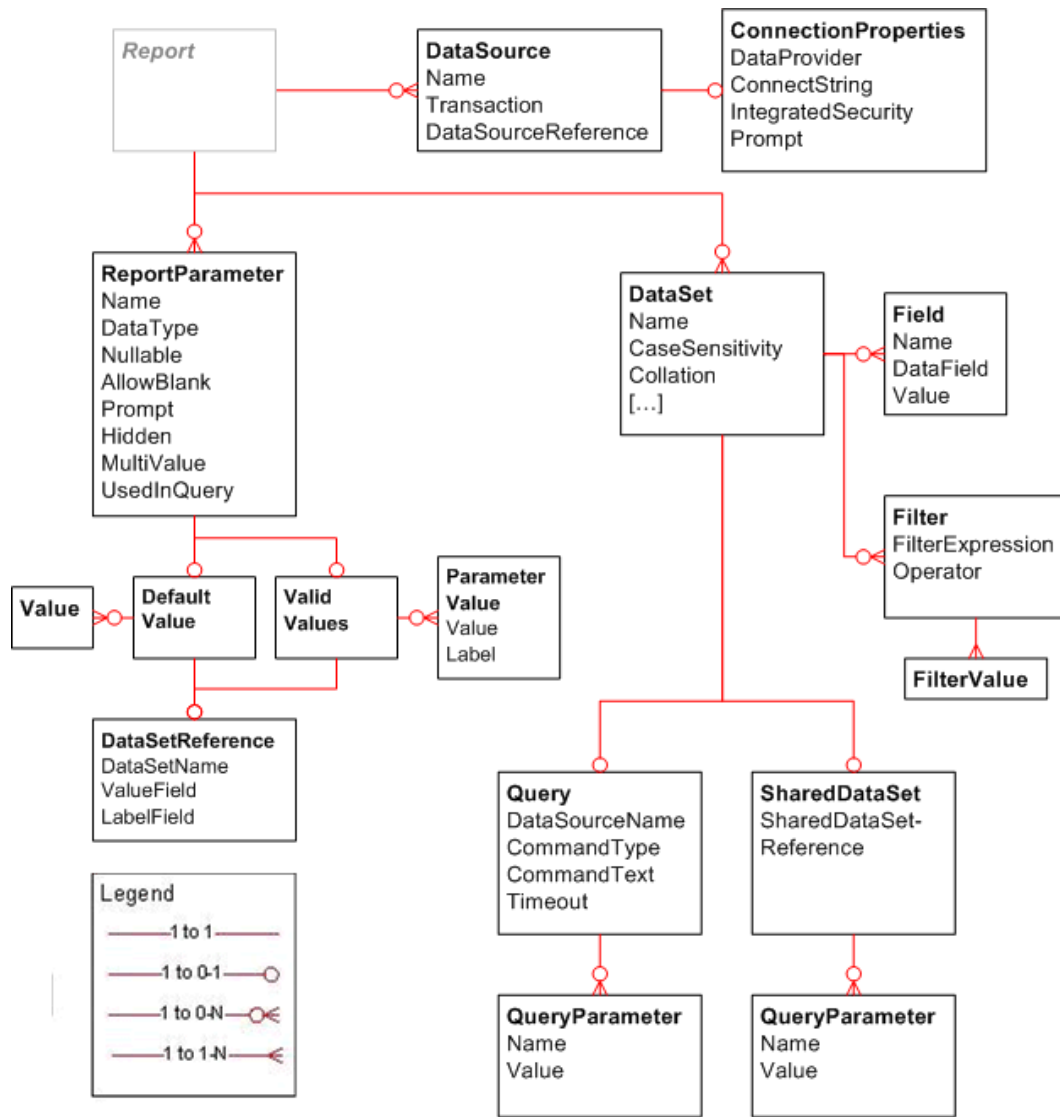 Report
DataSource
Name
Transaction
DataSourceReference
ConnectionProperties
DataProvider
ConnectString
IntegratedSecurity
Prompt
ReportParameter
Name
DataType
Nullable
AllowBlank
Prompt
Hidden
MultiValue
UsedInQuery
DataSet
Name
CaseSensitivity
Collation
[...]
Field
Name
DataField
Value
Filter
FilterExpression
Operator
FilterValue
Value
Default
Value
Valid
Values
Parameter
Value
Value
Label
DataSetReference
DataSetName
ValueField
LabelField
Query
DataSourceName
CommandType
CommandText
Timeout
SharedDataSet
SharedDataSet-
Reference
QueryParameter
Name
Value
QueryParameter
Name
Value
Legend
1 to 1
1 to 0-1
1 to 0-N
1 to 1-N